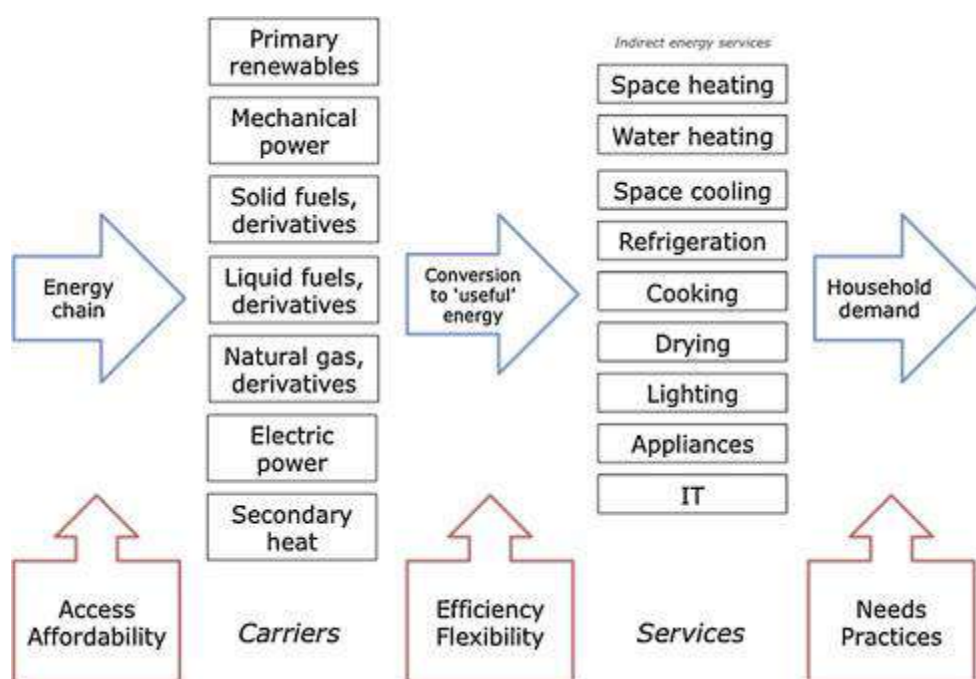 Energy
chain
Access
Affordability
Primary
renewables
Mechanical
power
Solid fuels,
derivatives
Liquid fuels,
derivatives
Natural gas,
derivatives
Electric
power
Secondary
heat
Carriers
Conversion
to 'useful'
energy
Efficiency
Flexibility
Indirect energy services
Space heating
Water heating
Space cooling
Refrigeration
Cooking
Drying
Lighting
Appliances
IT
Services
Household
demand
Needs
Practices